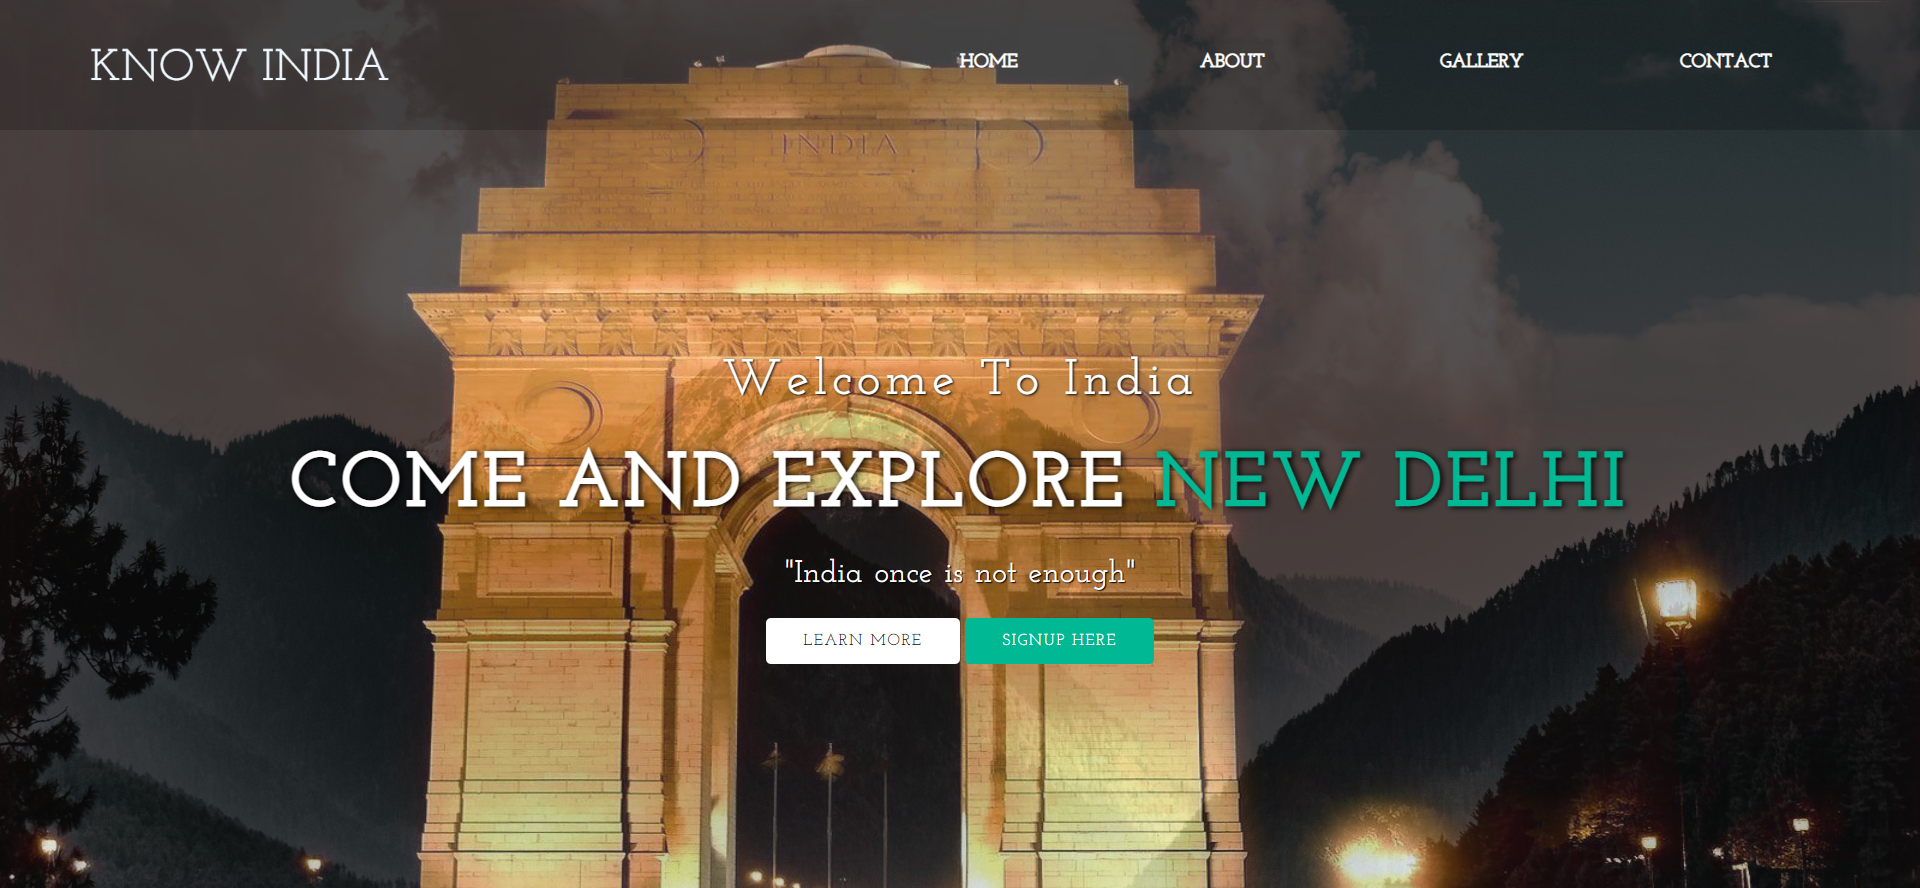 KNOW INDIA
HOME
ABOUT
GALLERY
CONTACT
INDIA
Welcome To India
COME AND EXPLORE NEW DELHI
"India once is not enough"
LEARN MORE
SIGNUP HERE